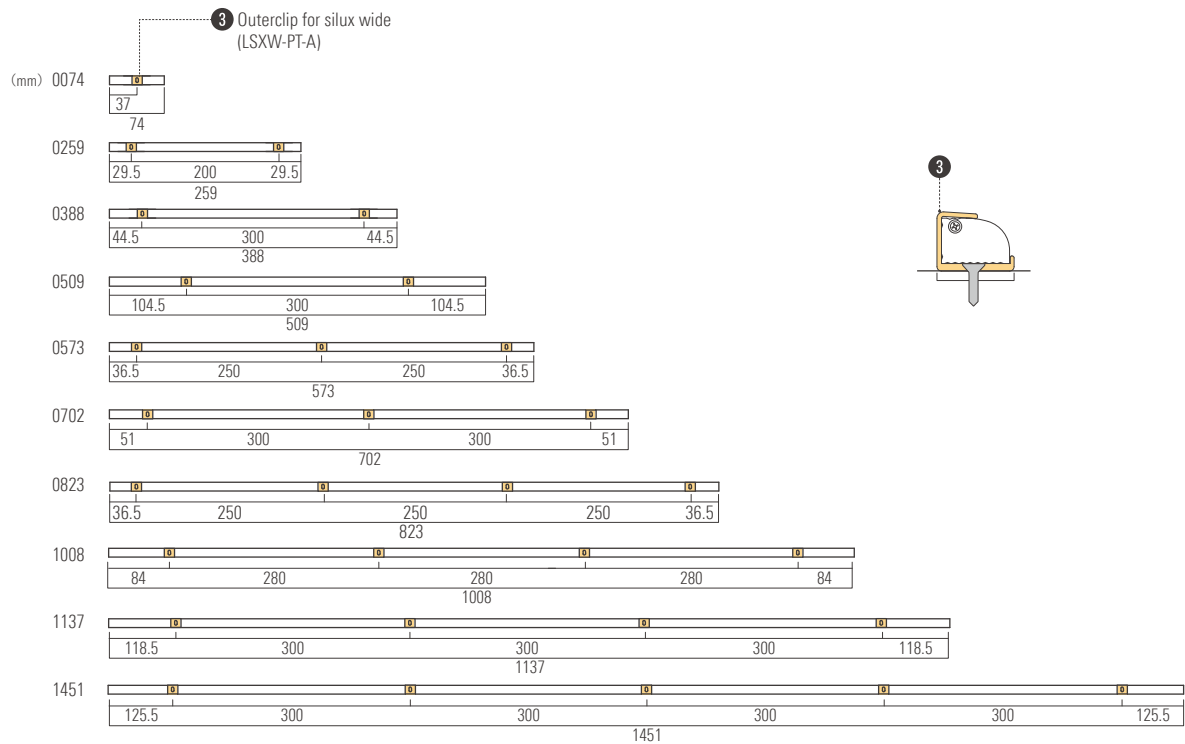 3 Outerclip for silux wide
(LSXW-PT-A)
(mm) 0074
37
74
0259
29.5 200 29.5
259
3
0388
44.5 300 44.5
388
0509
104.5 300 104.5
509
0573
36.5 250 250 36.5
573
0702
51 300 300 51
702
0823
36.5 250 250 250 36.5
823
1008
84 280 280 280 84
1008
1137
118.5 300 300 300 118.5
1137
1451
125.5 300 300 300 300 125.5
1451